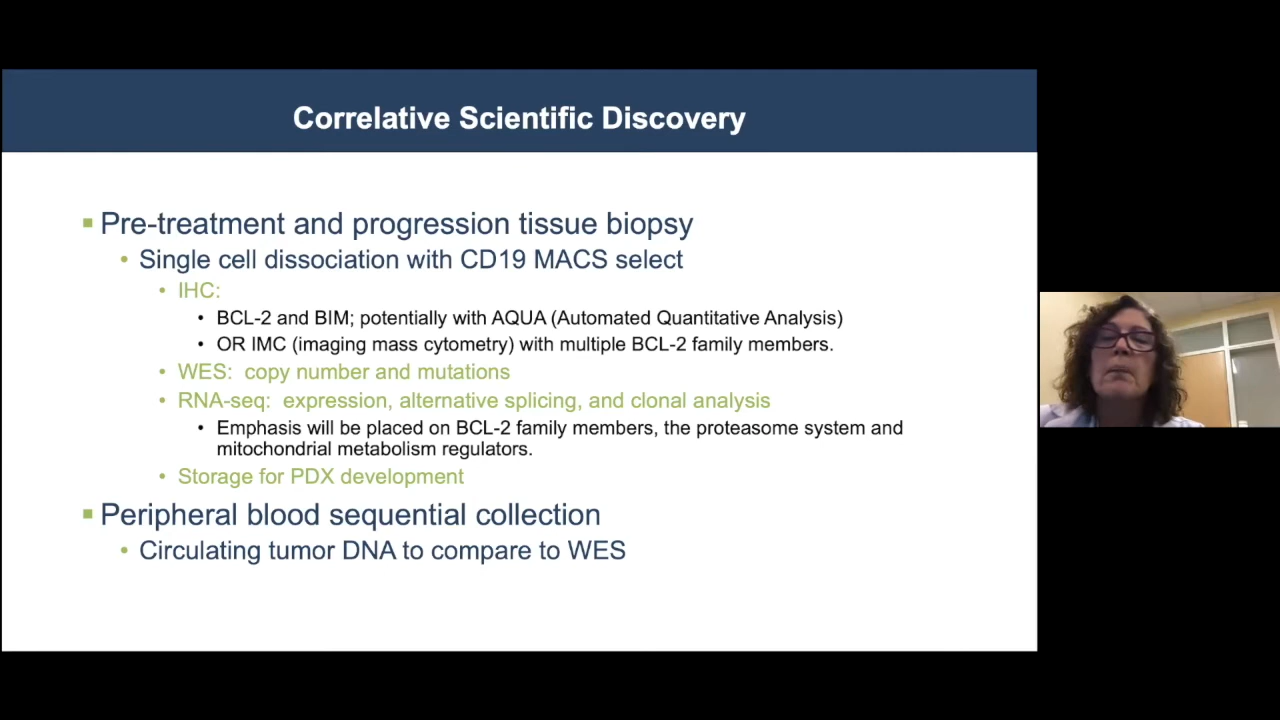 Correlative Scientific Discovery
Pre-treatment and progression tissue biopsy
Single cell dissociation with CD19 MACS select
IHC:
BCL-2 and BIM; potentially with AQUA (Automated Quantitative Analysis)
OR IMC (imaging mass cytometry) with multiple BCL-2 family members.
WES: copy number and mutations
RNA-seq: expression, alternative splicing, and clonal analysis
Emphasis will be placed on BCL-2 family members, the proteasome system and
mitochondrial metabolism regulators.
Storage for PDX development
Peripheral blood sequential collection
Circulating tumor DNA to compare to WES